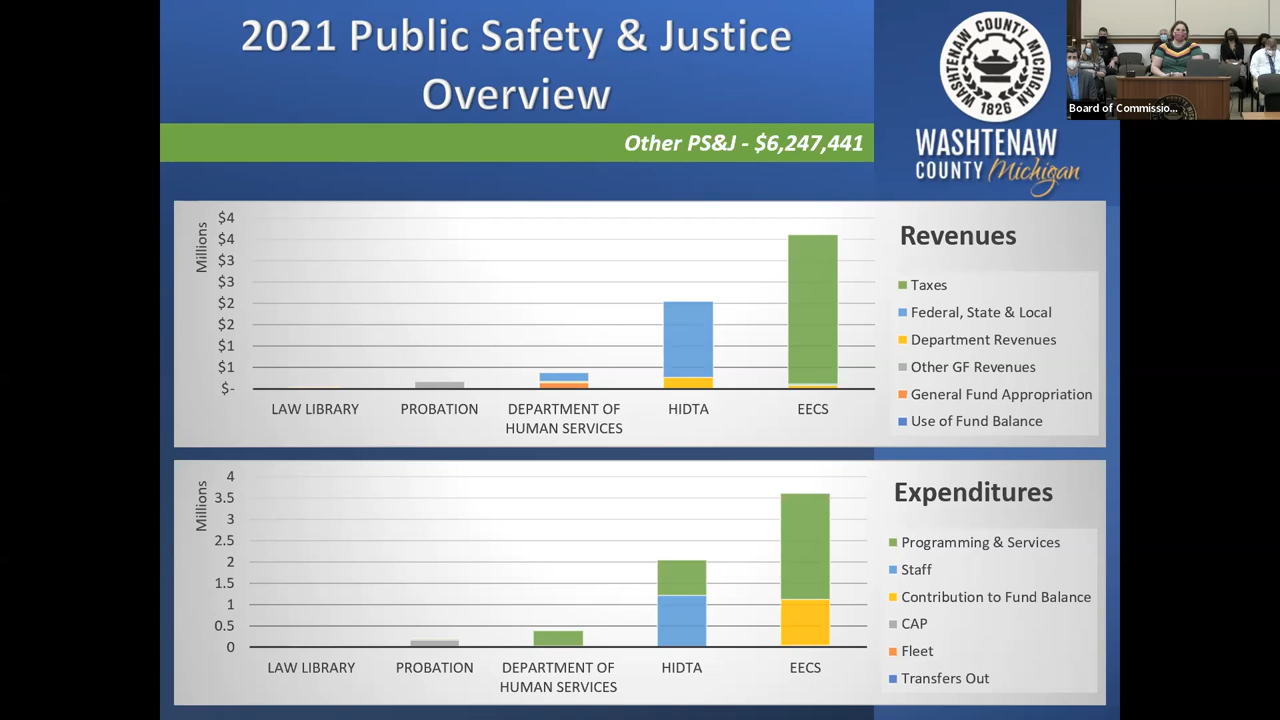 2021 Public Safety & Justice
Overview
Other PS&J - $6,247,441
WASHTENAW COUNTY MICHIGAN
1826
WASHTENAW
COUNTY Michigan
Board of Commissio...
Millions
$4
$4
$3
$3
$2
$2
$1
$1
$-
LAW LIBRARY
PROBATION
DEPARTMENT OF
HUMAN SERVICES
HIDTA
EECS
Revenues
Taxes
Federal, State & Local
Department Revenues
Other GF Revenues
General Fund Appropriation
Use of Fund Balance
Millions
4
3.5
3
2.5
2
1.5
1
0.5
0
LAW LIBRARY
PROBATION
DEPARTMENT OF
HUMAN SERVICES
HIDTA
EECS
Expenditures
Programming & Services
Staff
Contribution to Fund Balance
CAP
Fleet
Transfers Out